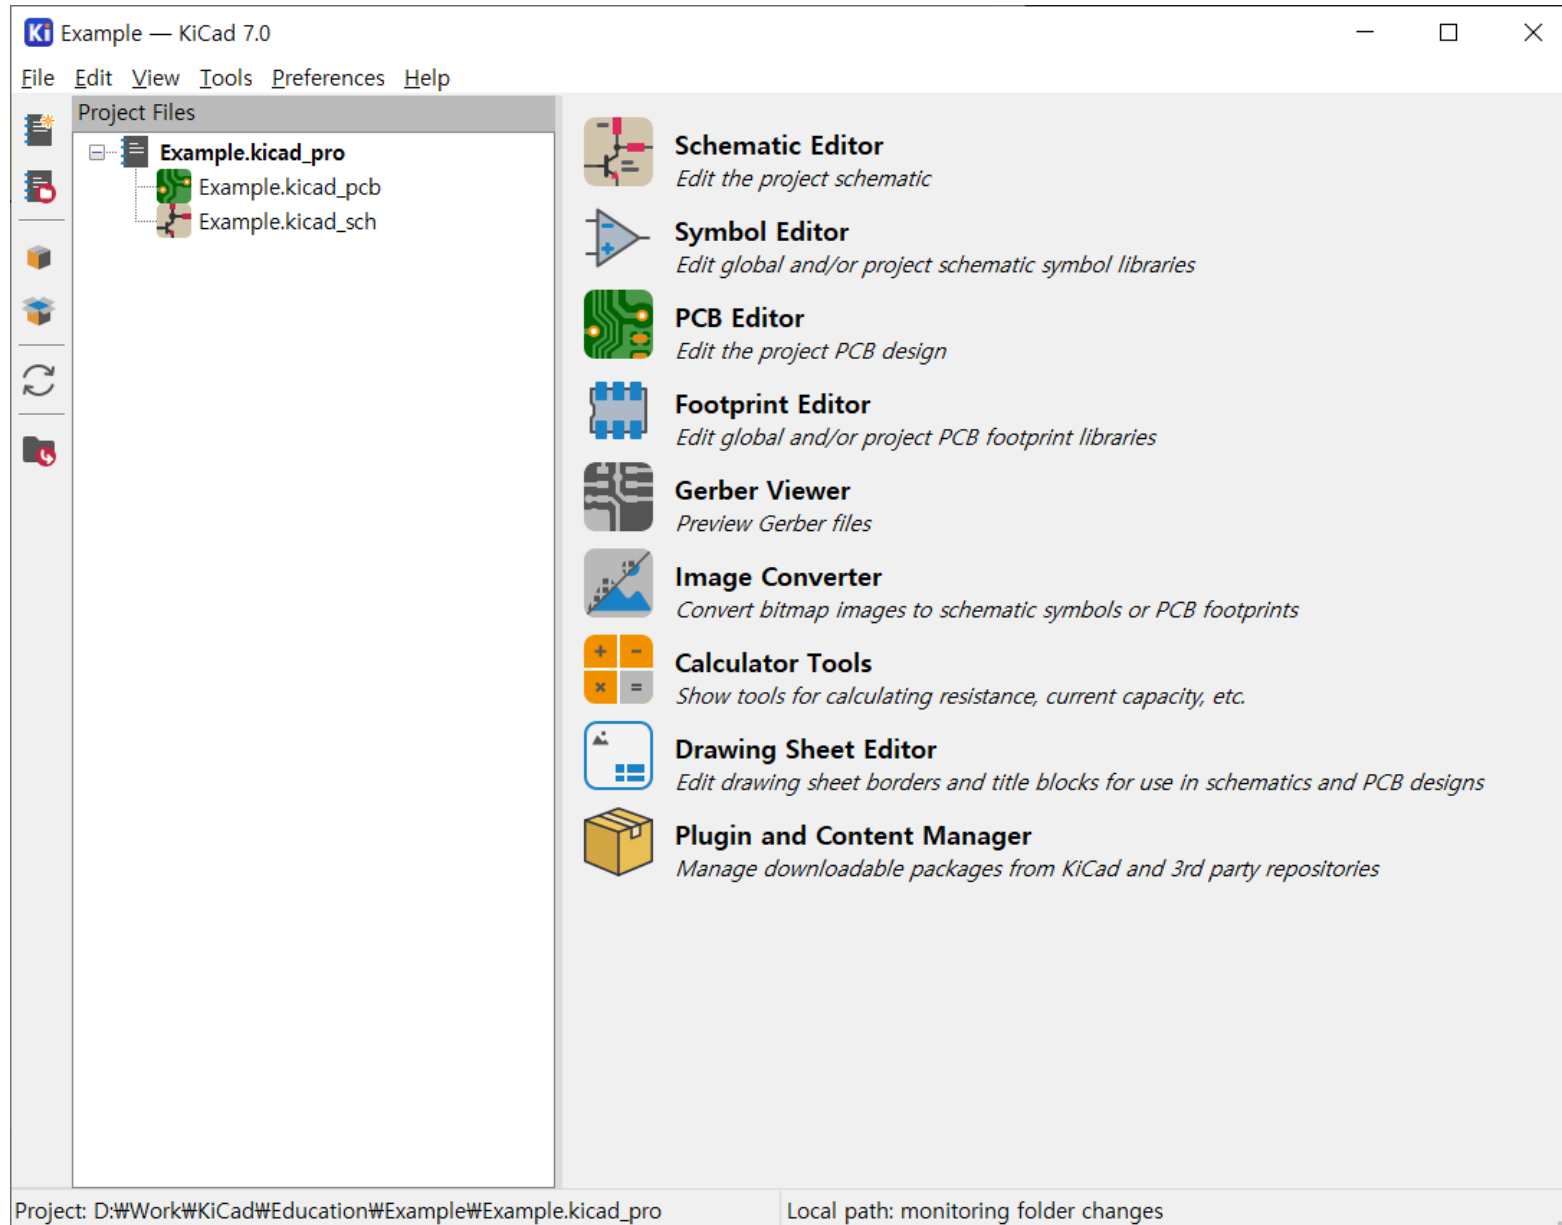 Ki Example — KiCad 7.0
File Edit View Tools Preferences Help
Project Files
Example.kicad_pro
Example.kicad_pcb
Example.kicad_sch
Schematic Editor
Edit the project schematic
Symbol Editor
Edit global and/or project schematic symbol libraries
PCB Editor
Edit the project PCB design
Footprint Editor
Edit global and/or project PCB footprint libraries
Gerber Viewer
Preview Gerber files
Image Converter
Convert bitmap images to schematic symbols or PCB footprints
Calculator Tools
Show tools for calculating resistance, current capacity, etc.
Drawing Sheet Editor
Edit drawing sheet borders and title blocks for use in schematics and PCB designs
Plugin and Content Manager
Manage downloadable packages from KiCad and 3rd party repositories
Project: D:₩Work₩KiCad₩Education₩Example₩Example.kicad_pro
Local path: monitoring folder changes